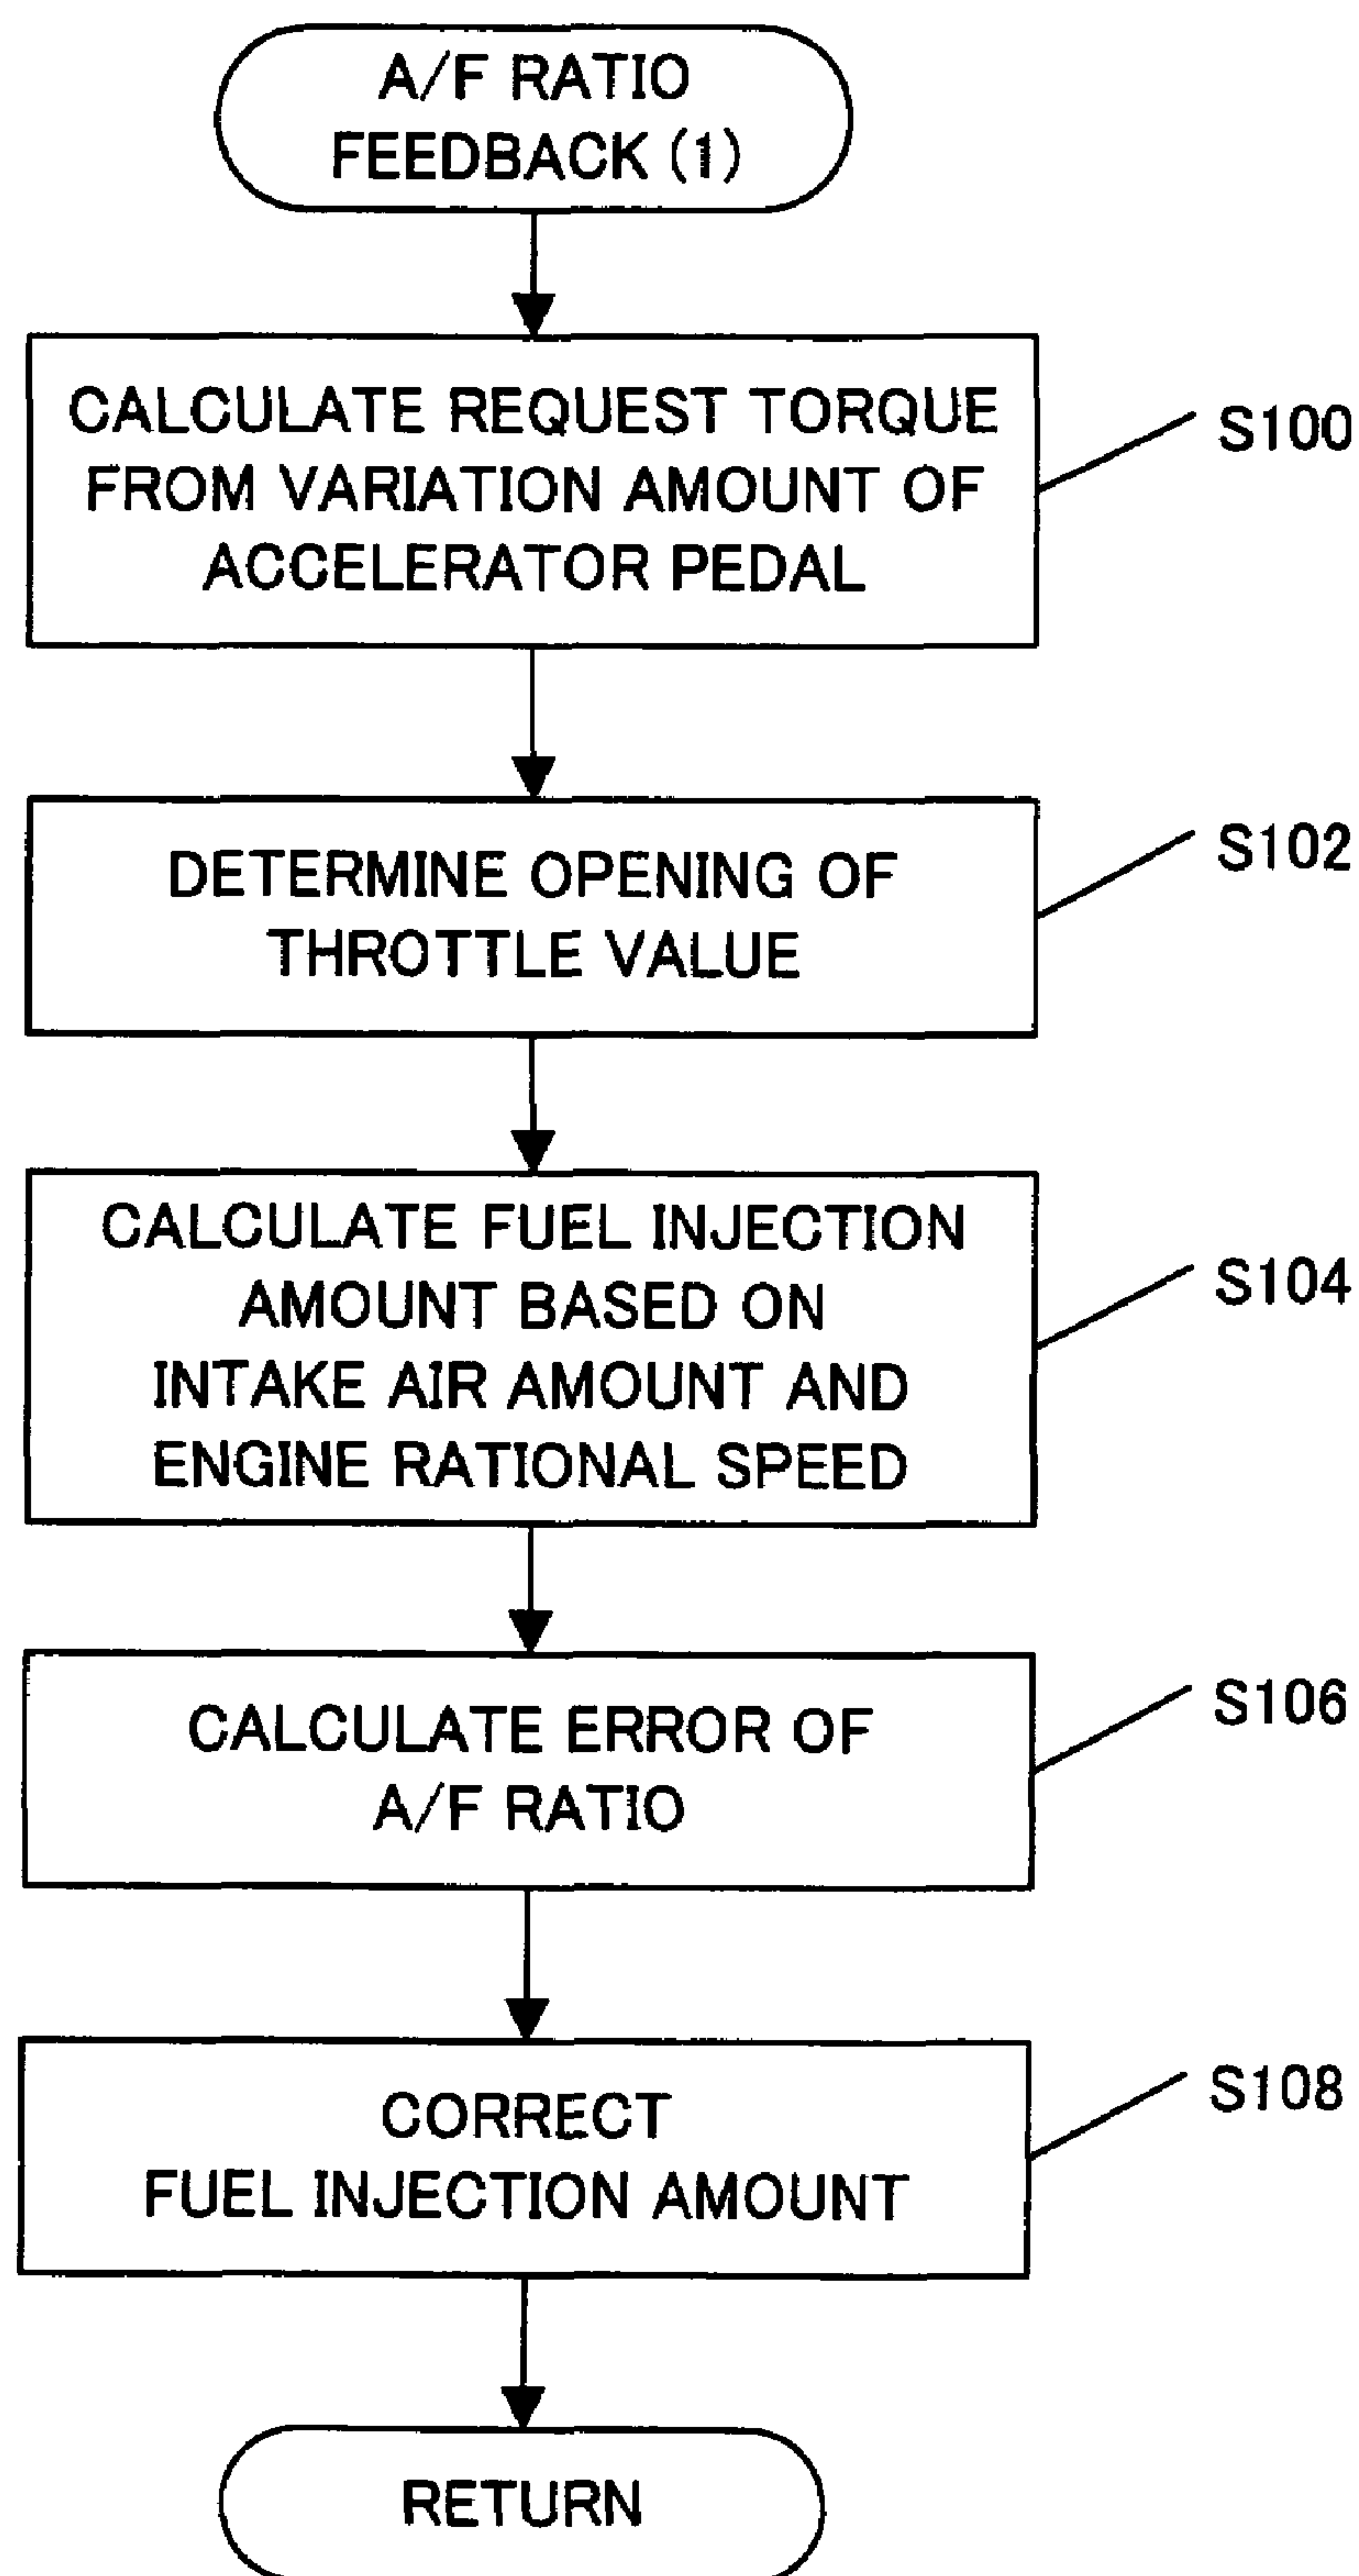 A/F RATIO
FEEDBACK (1)
CALCULATE REQUEST TORQUE
FROM VARIATION AMOUNT OF
ACCELERATOR PEDAL
S100
DETERMINE OPENING OF
THROTTLE VALUE
S102
CALCULATE FUEL INJECTION
AMOUNT BASED ON
INTAKE AIR AMOUNT AND
ENGINE RATIONAL SPEED
S104
CALCULATE ERROR OF
A/F RATIO
S106
CORRECT
FUEL INJECTION AMOUNT
S108
RETURN